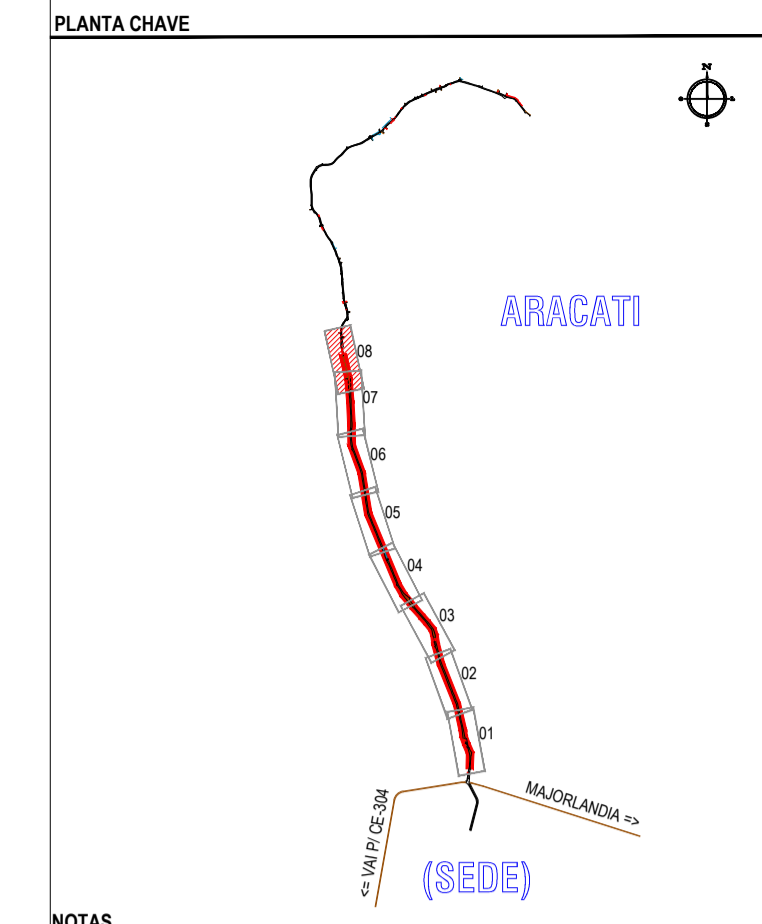 PLANTA CHAVE
N
ARACATI
08
07
06
05
04
03
02
01
MAJORLANDIA =>
<= VAI P/ CE-304
(SEDE)
NOTAS